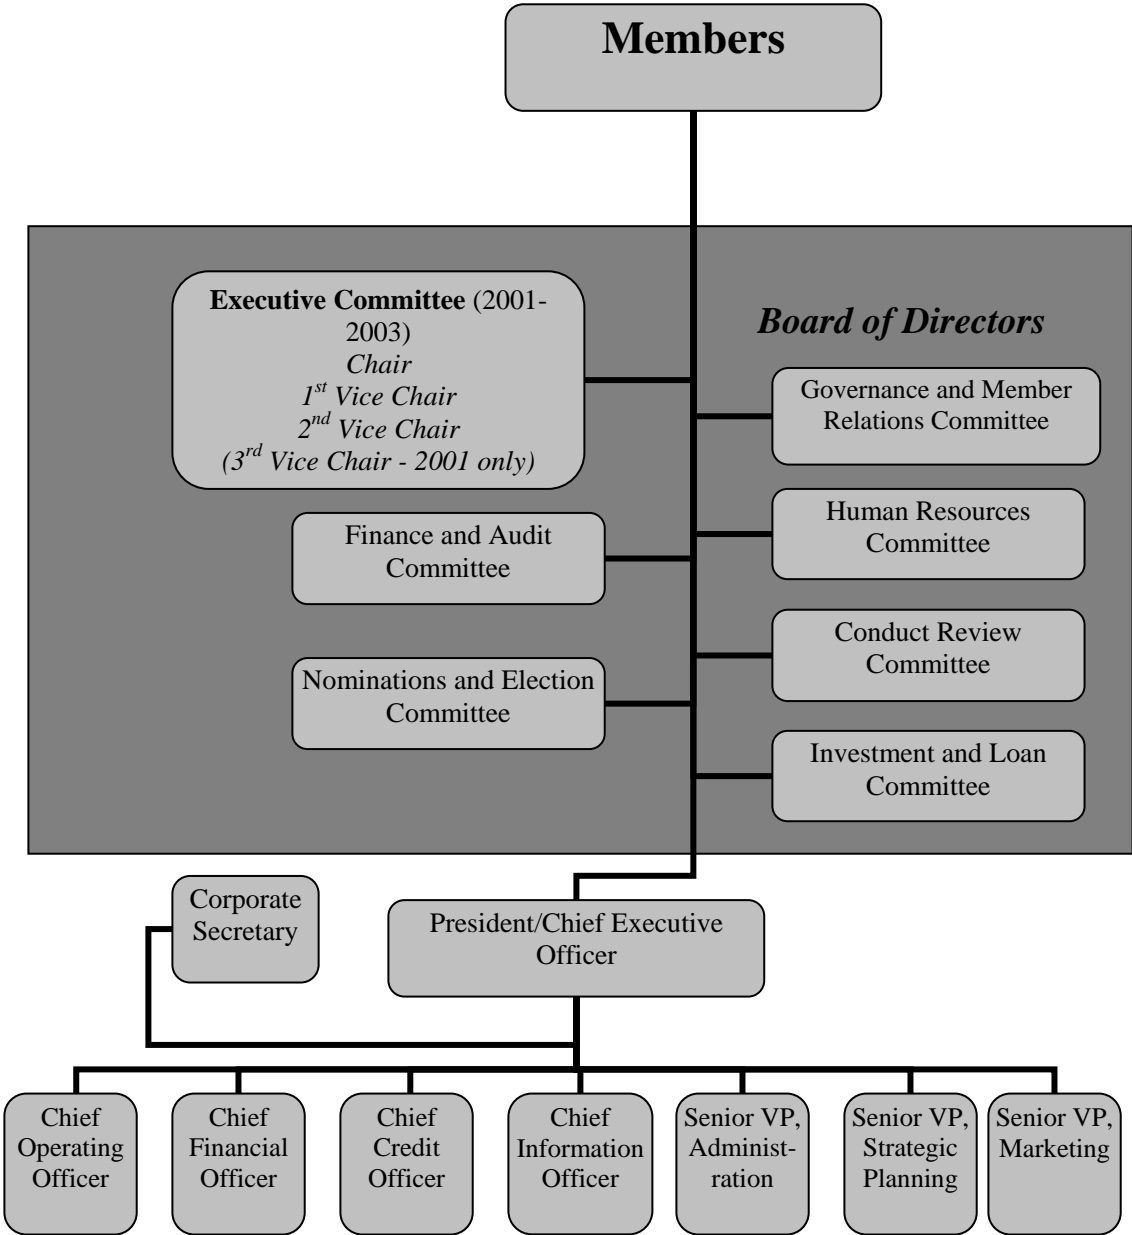 Members
Executive Committee (2001-
2003)
Chair
1st Vice Chair
2nd Vice Chair
(3rd Vice Chair - 2001 only)
Board of Directors
Governance and Member
Relations Committee
Finance and Audit
Committee
Human Resources
Committee
Nominations and Election
Committee
Conduct Review
Committee
Investment and Loan
Committee
Corporate
Secretary
President/Chief Executive
Officer
Chief
Operating
Officer
Chief
Financial
Officer
Chief
Credit
Officer
Chief
Information
Officer
Senior VP,
Administ-
ration
Senior VP,
Strategic
Planning
Senior VP,
Marketing